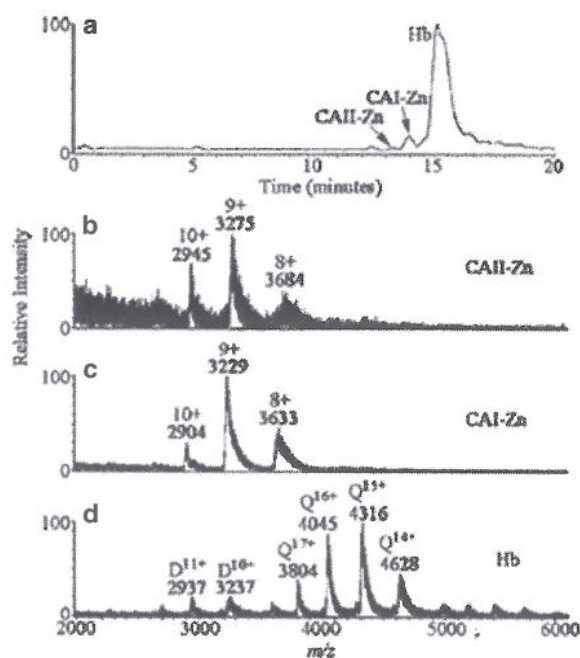 a
100
Hb
CAI-Zn
CAII-Zn
0
0 5 10 15 20
Time (minutes)
Relative Intensity
b
100
10+
2945
9+
3275
8+
3684
CAII-Zn
0
c
100
10+
2904
9+
3229
8+
3633
CAI-Zn
0
d
100
D11+
2937
D10+
3237
Q17+
3804
Q16+
4045
Q15+
4316
Q14+
4628
Hb
0
2000 3000 4000 5000 6000
m/z